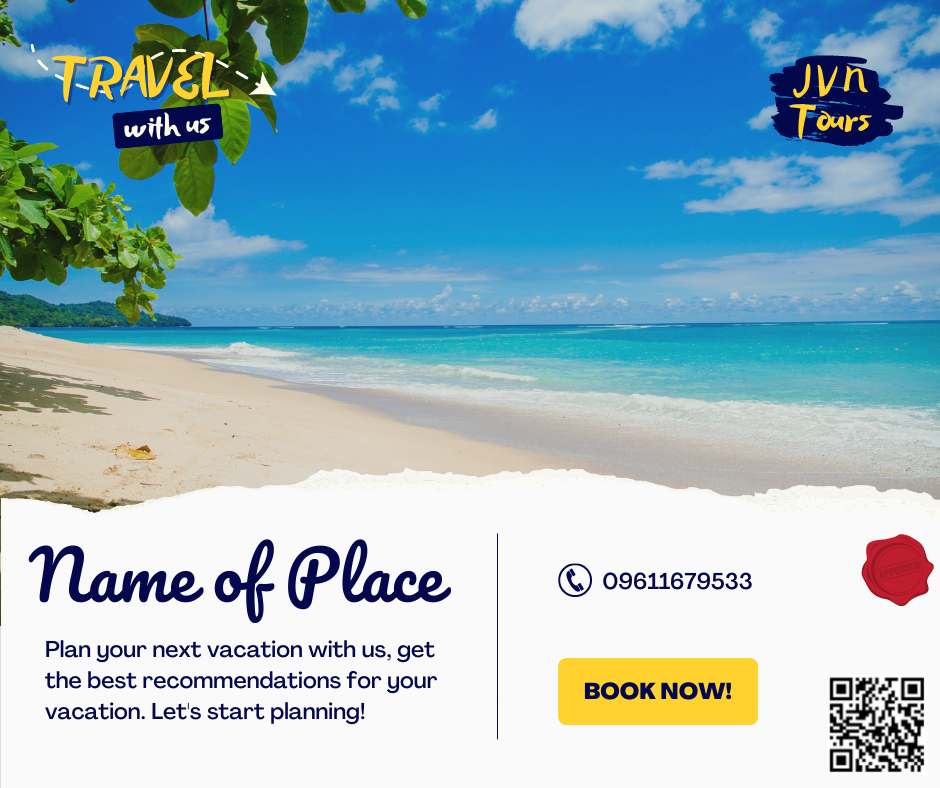 TRAVEL
with us
JVN
Tours
Name of Place
Plan your next vacation with us, get
the best recommendations for your
vacation. Let's start planning!
09611679533
APPROVED
BOOK NOW!